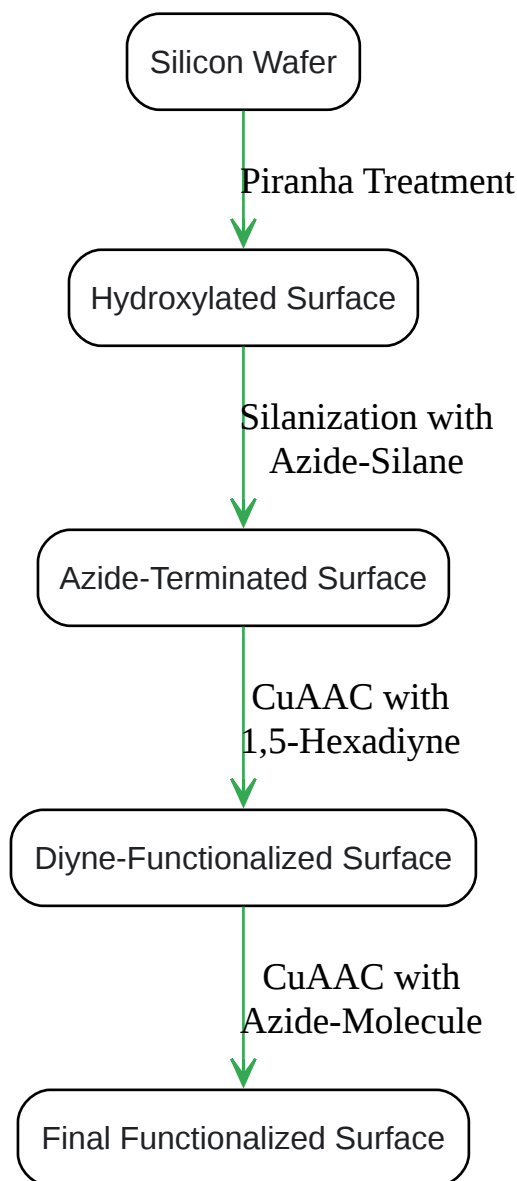 Silicon Wafer
Piranha Treatment
Hydroxylated Surface
Silanization with
Azide-Silane
Azide-Terminated Surface
CuAAC with
1,5-Hexadiyne
Diyne-Functionalized Surface
CuAAC with
Azide-Molecule
Final Functionalized Surface